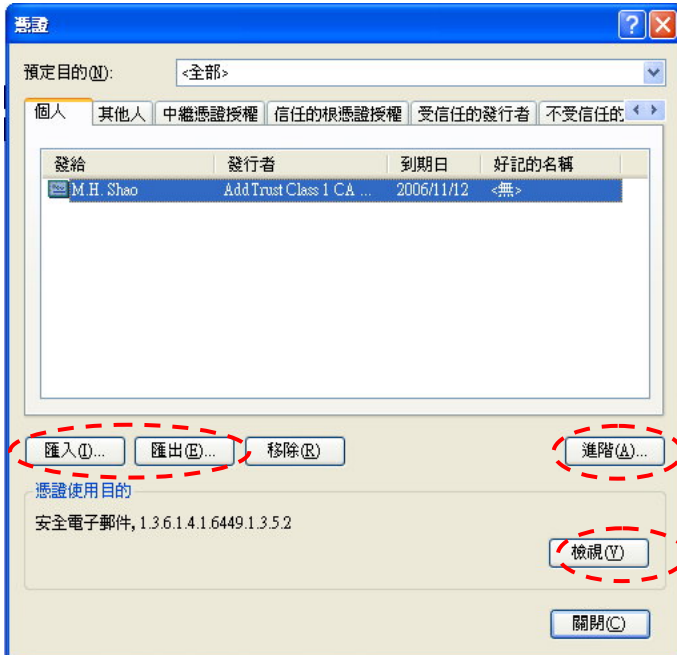 憑證
預定目的(N): <全部>
個人 其他人 中繼憑證授權 信任的根憑證授權 受信任的發行者 不受信任的
發給 發行者 到期日 好記的名稱
M.H. Shao AddTrust Class 1 CA ... 2006/11/12 <無>
匯入(I)... 匯出(E)... 移除(R) 進階(A)...
憑證使用目的
安全電子郵件, 1.3.6.1.4.1.6449.1.3.5.2
檢視(V)
關閉(C)